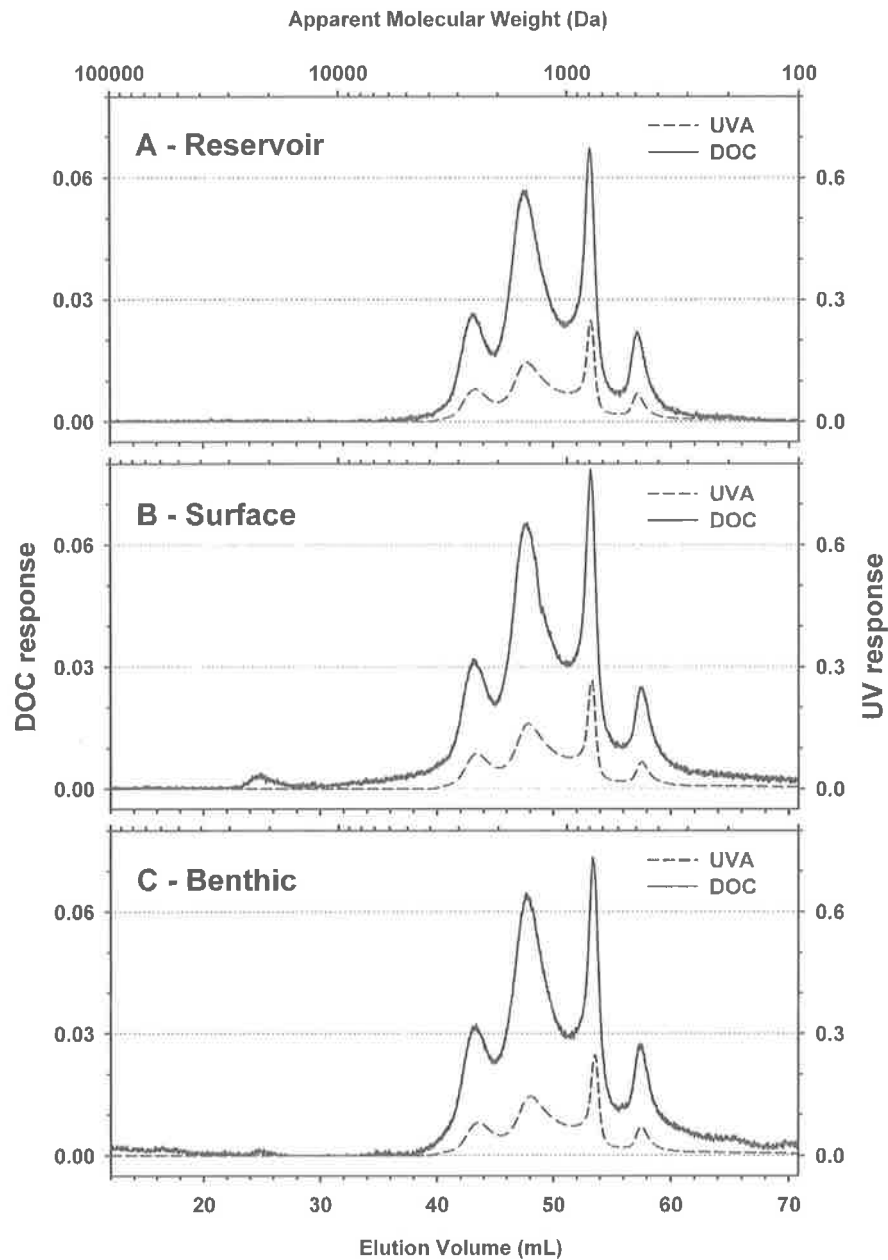 Apparent Molecular Weight (Da)
100000 10000 1000 100
A - Reservoir
UVA
DOC
0.06 0.6
0.03 0.3
0.00 0.0
B - Surface
UVA
DOC
0.06 0.6
0.03 0.3
0.00 0.0
DOC response
UV response
C - Benthic
UVA
DOC
0.06 0.6
0.03 0.3
0.00 0.0
20 30 40 50 60 70
Elution Volume (mL)